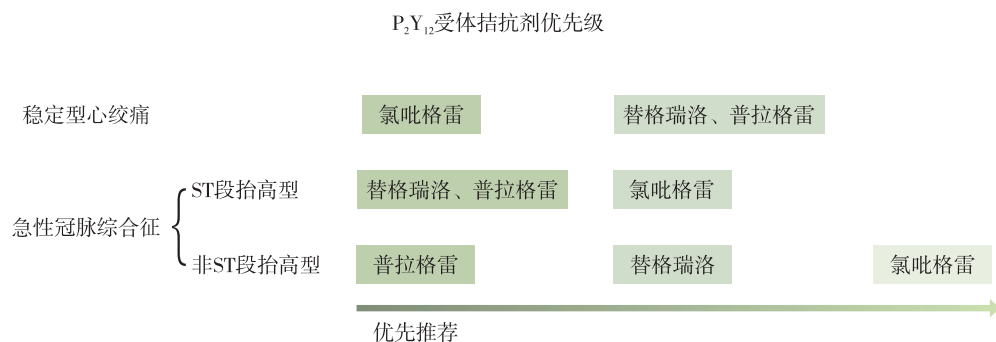 P₂Y₁₂受体拮抗剂优先级
稳定型心绞痛 氯吡格雷 替格瑞洛、普拉格雷
ST段抬高型 替格瑞洛、普拉格雷 氯吡格雷
急性冠脉综合征
非ST段抬高型 普拉格雷 替格瑞洛 氯吡格雷
优先推荐